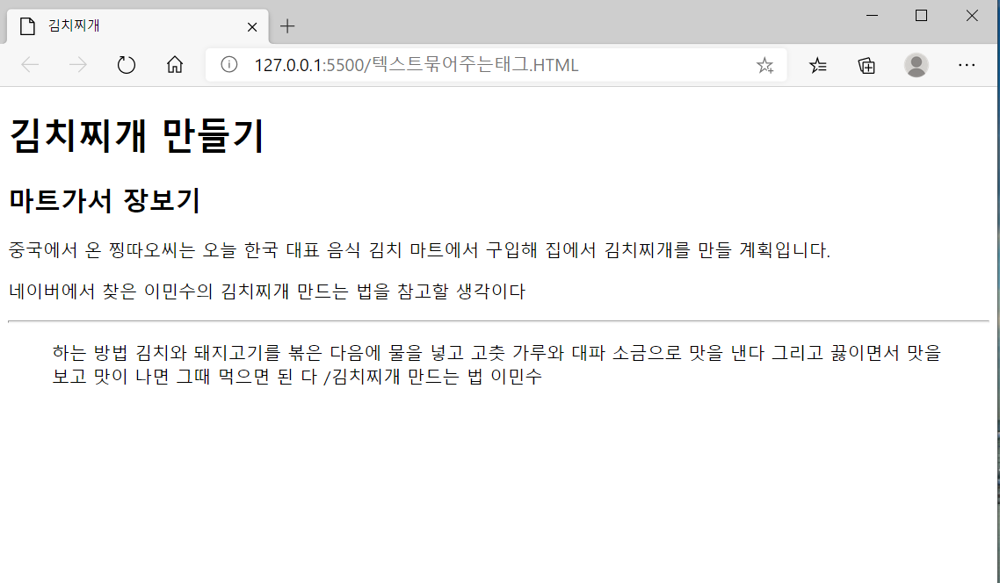 김치찌개
127.0.0.1:5500/텍스트묶어주는태그.HTML
김치찌개 만들기
마트가서 장보기
중국에서 온 찡따오씨는 오늘 한국 대표 음식 김치 마트에서 구입해 집에서 김치찌개를 만들 계획입니다.
네이버에서 찾은 이민수의 김치찌개 만드는 법을 참고할 생각이다
하는 방법 김치와 돼지고기를 볶은 다음에 물을 넣고 고춧 가루와 대파 소금으로 맛을 낸다 그리고 끓이면서 맛을
보고 맛이 나면 그때 먹으면 된 다 /김치찌개 만드는 법 이민수